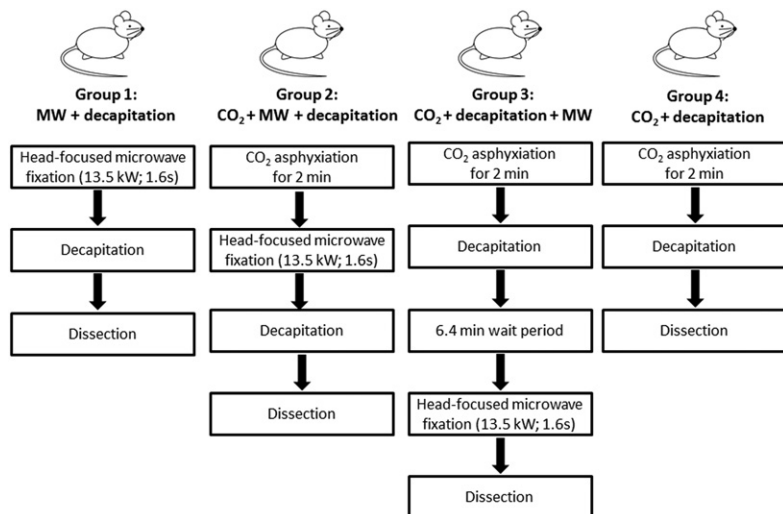 Group 1:
MW + decapitation
Head-focused microwave
fixation (13.5 kW; 1.6s)
Decapitation
Dissection
Group 2:
CO₂ + MW + decapitation
CO₂ asphyxiation
for 2 min
Head-focused microwave
fixation (13.5 kW; 1.6s)
Decapitation
Dissection
Group 3:
CO₂ + decapitation + MW
CO₂ asphyxiation
for 2 min
Decapitation
6.4 min wait period
Head-focused microwave
fixation (13.5 kW; 1.6s)
Dissection
Group 4:
CO₂ + decapitation
CO₂ asphyxiation
for 2 min
Decapitation
Dissection